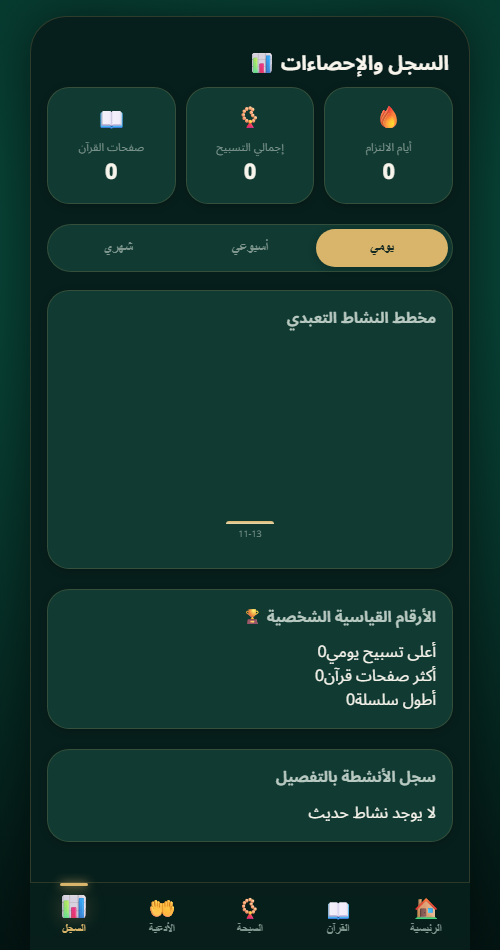 السجل والإحصاءات
أيام الالتزام
0
إجمالي التسبيح
0
صفحات القرآن
0
يومي
أسبوعي
شهري
مخطط النشاط التعبدي
11-13
الأرقام القياسية الشخصية
أعلى تسبيح يومي0
أكثر صفحات قرآن0
أطول سلسلة0
سجل الأنشطة بالتفصيل
لا يوجد نشاط حديث
الرئيسية
القرآن
السبحة
الأدعية
السجل